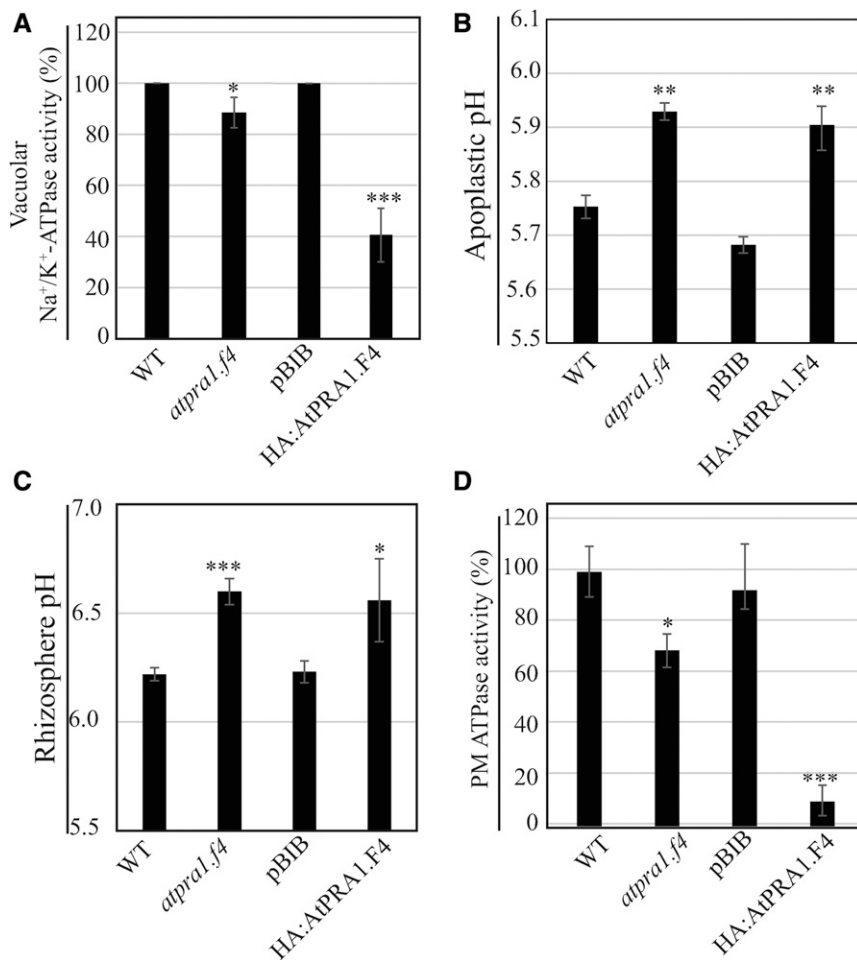 A
Vacuolar
Na⁺/K⁺-ATPase activity (%)
120
100
80
60
40
20
0
*
***
WT
atpra1.f4
pBIB
HA:AtPRA1.F4
B
Apoplastic pH
6.1
6.0
5.9
5.8
5.7
5.6
5.5
**
**
WT
atpra1.f4
pBIB
HA:AtPRA1.F4
C
Rhizosphere pH
7.0
6.5
6.0
5.5
***
*
WT
atpra1.f4
pBIB
HA:AtPRA1.F4
D
PM ATPase activity (%)
120
100
80
60
40
20
0
*
***
WT
atpra1.f4
pBIB
HA:AtPRA1.F4